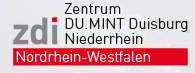 Zentrum
zdi DU.MINT Duisburg
Niederrhein
Nordrhein-Westfalen